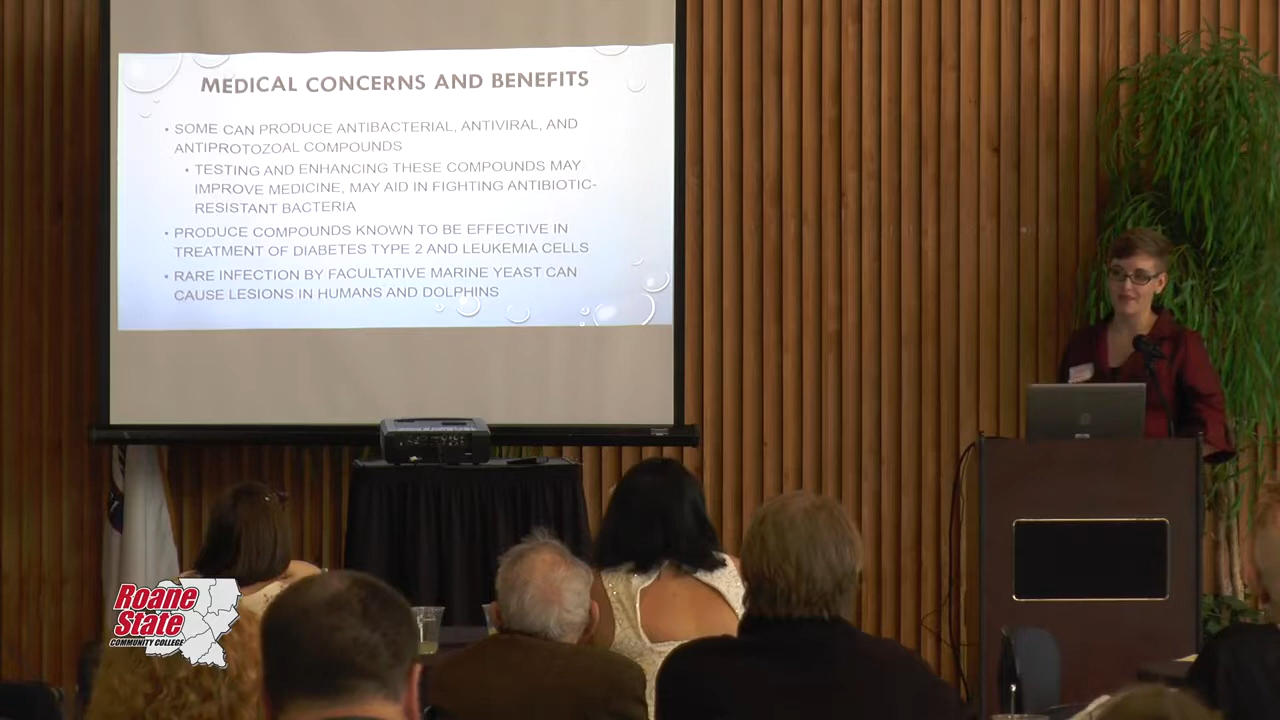 MEDICAL CONCERNS AND BENEFITS
• SOME CAN PRODUCE ANTIBACTERIAL, ANTIVIRAL, AND
ANTIPROTOZOAL COMPOUNDS
• TESTING AND ENHANCING THESE COMPOUNDS MAY
IMPROVE MEDICINE, MAY AID IN FIGHTING ANTIBIOTIC-
RESISTANT BACTERIA
• PRODUCE COMPOUNDS KNOWN TO BE EFFECTIVE IN
TREATMENT OF DIABETES TYPE 2 AND LEUKEMIA CELLS
• RARE INFECTION BY FACULTATIVE MARINE YEAST CAN
CAUSE LESIONS IN HUMANS AND DOLPHINS
Roane
State
COMMUNITY COLLEGE